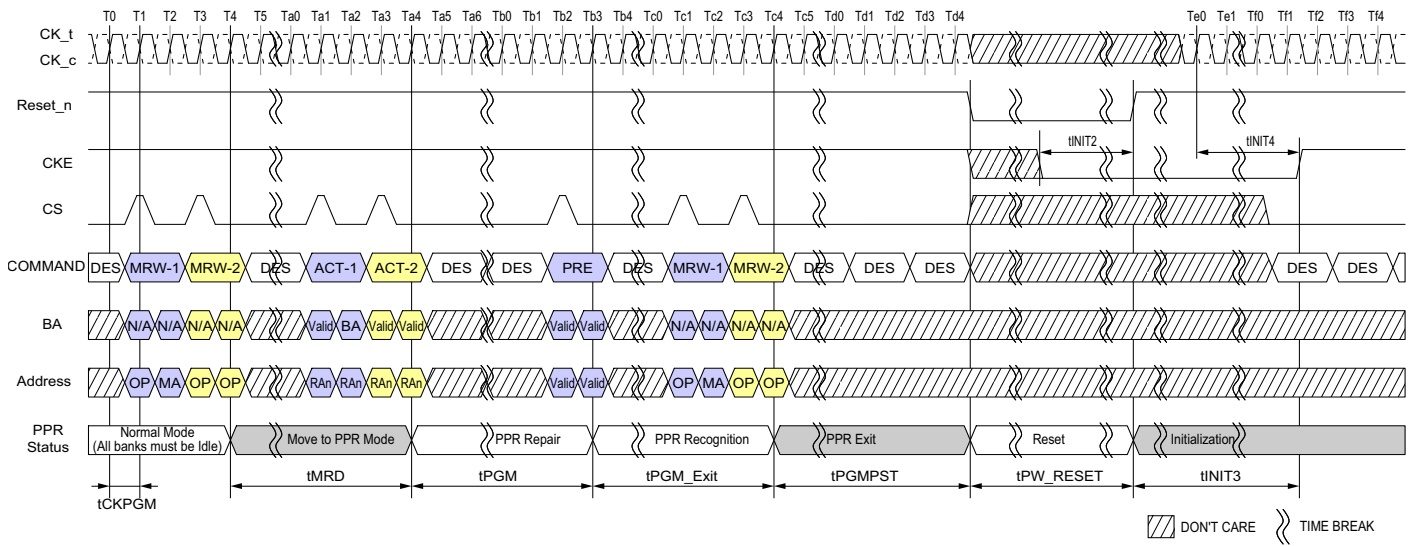 T0 T1 T2 T3 T4 T5 Ta0 Ta1 Ta2 Ta3 Ta4 Ta5 Ta6 Tb0 Tb1 Tb2 Tb3 Tb4 Tc0 Tc1 Tc2 Tc3 Tc4 Tc5 Td0 Td1 Td2 Td3 Td4 Te0 Te1 Tf0 Tf1 Tf2 Tf3 Tf4
CK_t
CK_c
Reset_n
tINIT2 tINIT4
CKE
CS
COMMAND DES MRW-1 MRW-2 DES ACT-1 ACT-2 DES DES PRE DES MRW-1 MRW-2 DES DES DES DES DES
BA N/A N/A N/A N/A Valid BA Valid Valid Valid Valid N/A N/A N/A N/A
Address OP MA OP OP RAn RAn RAn RAn Valid Valid OP MA OP OP
PPR
Status
Normal Mode
(All banks must be Idle)
Move to PPR Mode PPR Repair PPR Recognition PPR Exit Reset Initialization
tMRD tPGM tPGM_Exit tPGMPST tPW_RESET tINIT3
tCKPGM
DON'T CARE TIME BREAK